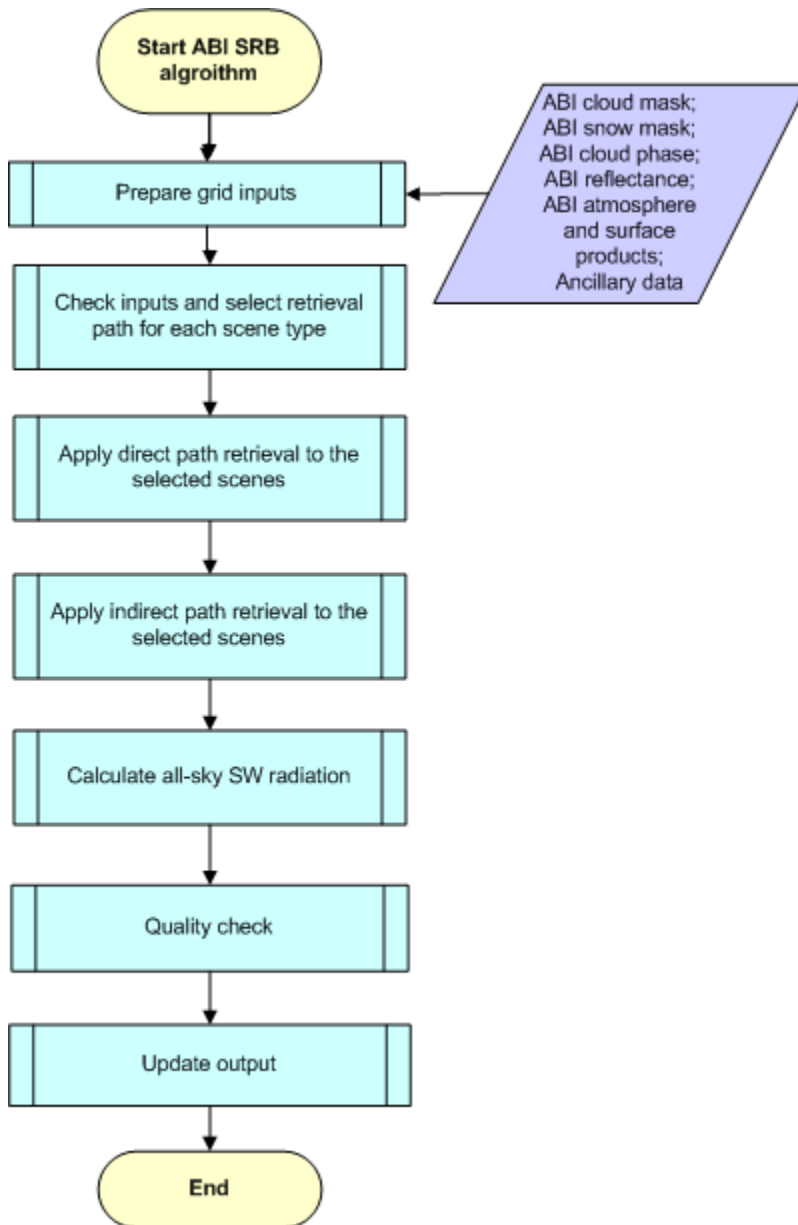 Start ABI SRB
algroithm
ABI cloud mask;
ABI snow mask;
ABI cloud phase;
ABI reflectance;
ABI atmosphere
and surface
products;
Ancillary data
Prepare grid inputs
Check inputs and select retrieval
path for each scene type
Apply direct path retrieval to the
selected scenes
Apply indirect path retrieval to the
selected scenes
Calculate all-sky SW radiation
Quality check
Update output
End